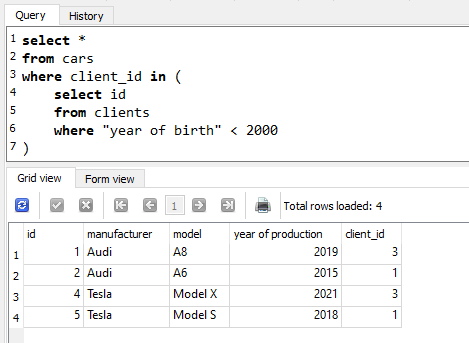 Query History
1 select *
2 from cars
3 where client_id in (
4 select id
5 from clients
6 where "year of birth" < 2000
7 )
Grid view Form view
1 Total rows loaded: 4
id manufacturer model year of production client_id
1 1 Audi A8 2019 3
2 2 Audi A6 2015 1
3 4 Tesla Model X 2021 3
4 5 Tesla Model S 2018 1